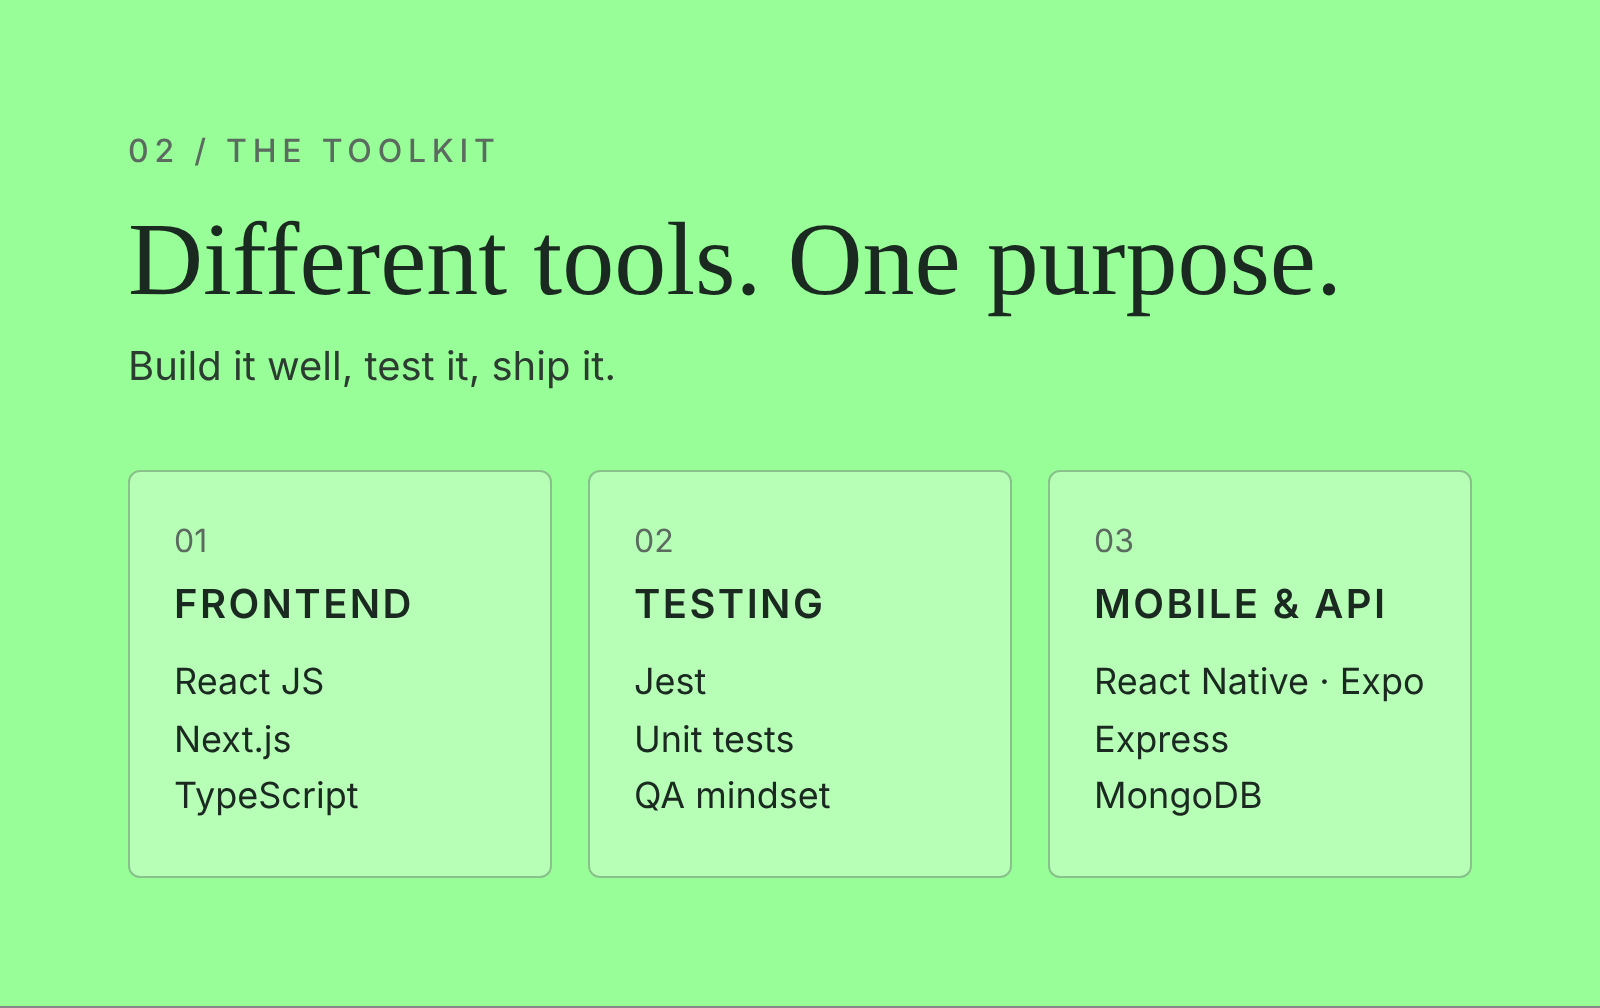 02 / THE TOOLKIT
Different tools. One purpose.
Build it well, test it, ship it.
01
FRONTEND
React JS
Next.js
TypeScript
02
TESTING
Jest
Unit tests
QA mindset
03
MOBILE & API
React Native · Expo
Express
MongoDB